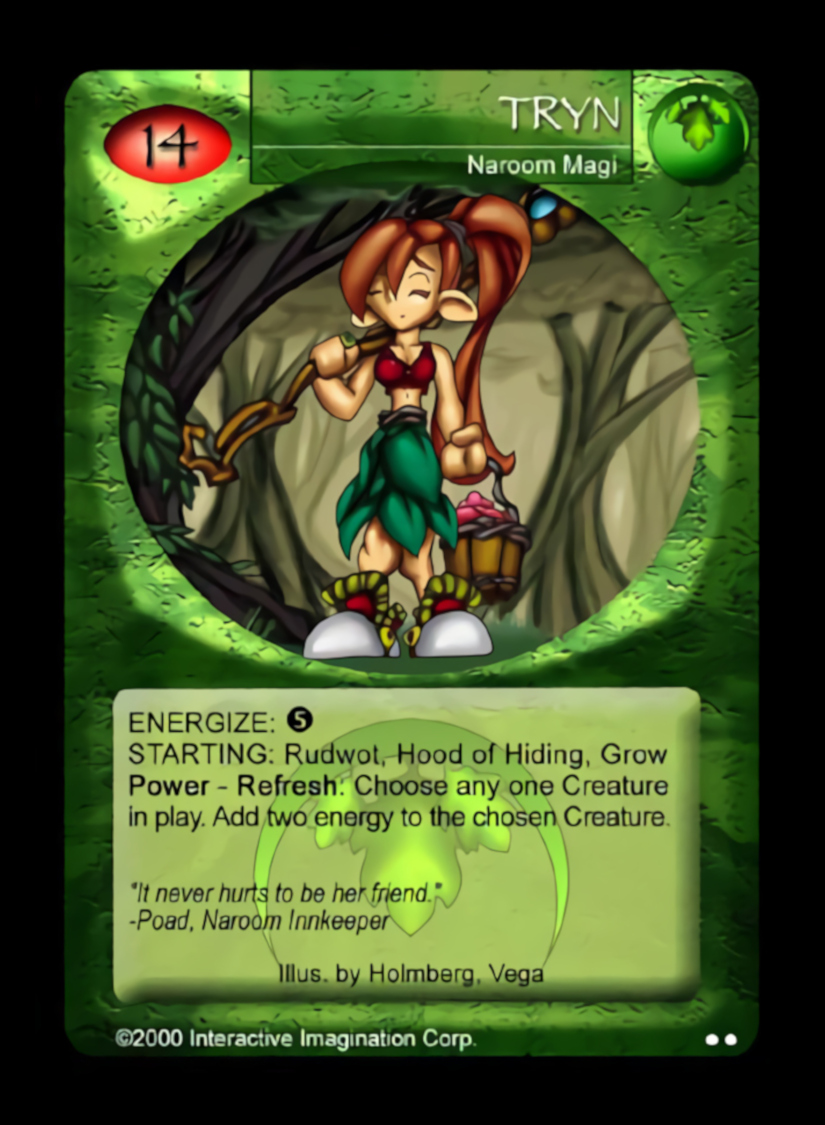 14
TRYN
Naroom Magi
ENERGIZE: 5
STARTING: Rudwot, Hood of Hiding, Grow
Power - Refresh: Choose any one Creature
in play. Add two energy to the chosen Creature.
"It never hurts to be her friend."
-Poad, Naroom Innkeeper
Illus. by Holmberg, Vega
©2000 Interactive Imagination Corp.